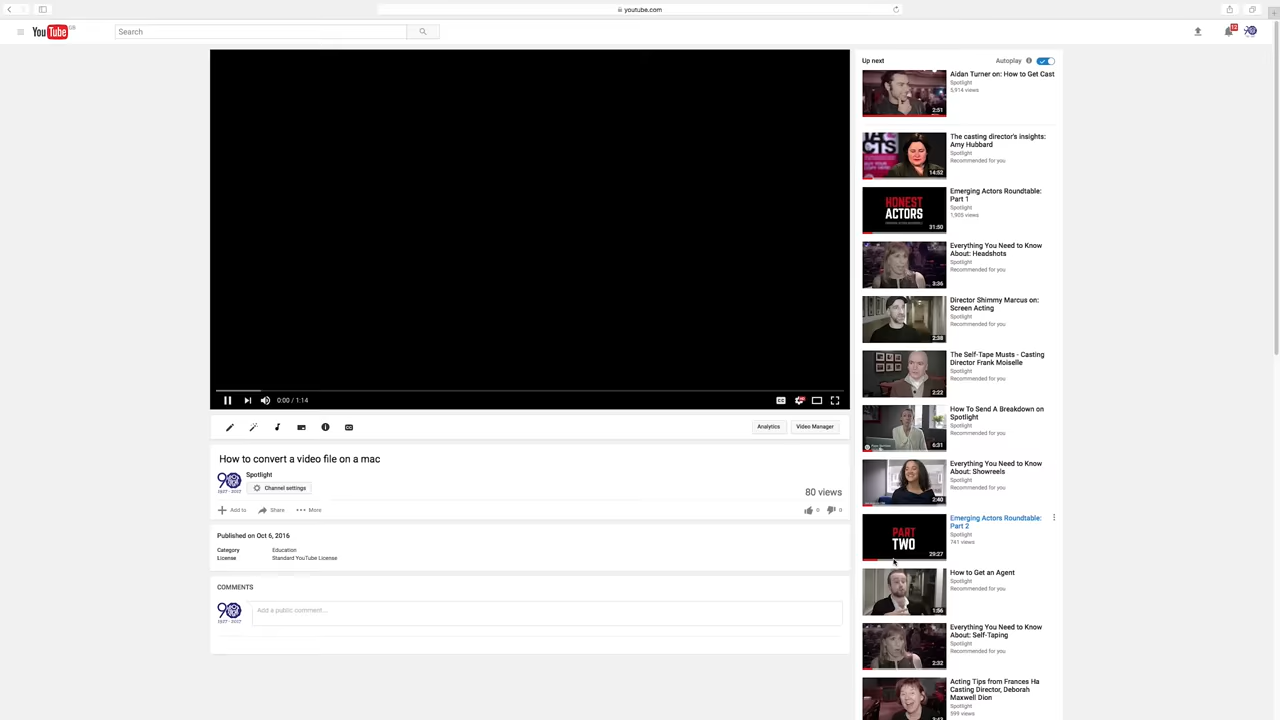 youtube.com
YouTube GB
Search
12
Up next
Autoplay
Aidan Turner on: How to Get Cast
Spotlight
5,914 views
2:51
The casting director's insights:
Amy Hubbard
Spotlight
Recommended for you
14:52
HONEST
ACTORS
31:50
Emerging Actors Roundtable:
Part 1
Spotlight
1,905 views
Everything You Need to Know
About: Headshots
Spotlight
Recommended for you
3:36
Director Shimmy Marcus on:
Screen Acting
Spotlight
Recommended for you
2:38
The Self-Tape Musts - Casting
Director Frank Moiselle
Spotlight
Recommended for you
2:22
How To Send A Breakdown on
Spotlight
Spotlight
Recommended for you
6:31
Everything You Need to Know
About: Showreels
Spotlight
Recommended for you
2:40
PART
TWO
29:27
Emerging Actors Roundtable:
Part 2
Spotlight
741 views
How to Get an Agent
Spotlight
Recommended for you
1:56
Everything You Need to Know
About: Self-Taping
Spotlight
Recommended for you
2:32
Acting Tips from Frances Ha
Casting Director, Deborah
Maxwell Dion
Spotlight
599 views
0:00 / 1:14
Analytics
Video Manager
How to convert a video file on a mac
90
Spotlight
Channel settings
80 views
Add to
Share
More
0
0
Published on Oct 6, 2016
Category Education
License Standard YouTube License
COMMENTS
90
Add a public comment...